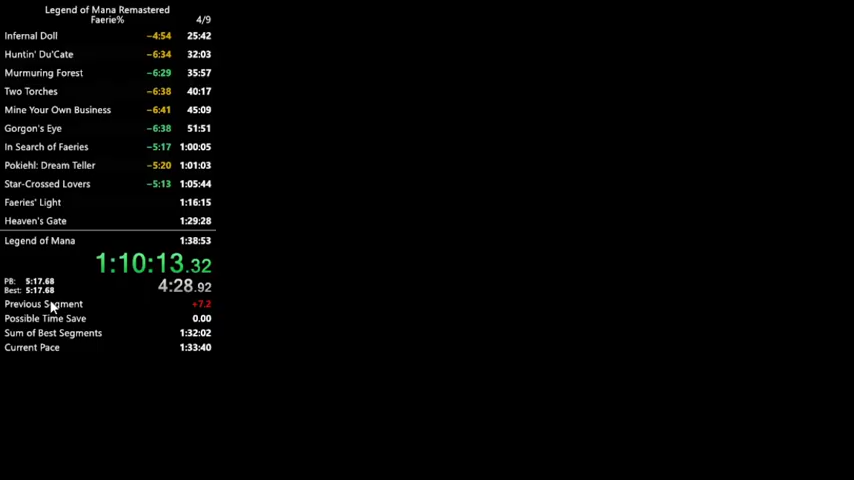 Legend of Mana Remastered
Faerie% 4/9
Infernal Doll −4:54 25:42
Huntin' Du'Cate −6:34 32:03
Murmuring Forest −6:29 35:57
Two Torches −6:38 40:17
Mine Your Own Business −6:41 45:09
Gorgon's Eye −6:38 51:51
In Search of Faeries −5:17 1:00:05
Pokiehl: Dream Teller −5:20 1:01:03
Star-Crossed Lovers −5:13 1:05:44
Faeries' Light 1:16:15
Heaven's Gate 1:29:28
Legend of Mana 1:38:53
1:10:13.32
PB: 5:17.68 4:28.92
Best: 5:17.68
Previous Segment +7.2
Possible Time Save 0.00
Sum of Best Segments 1:32:02
Current Pace 1:33:40